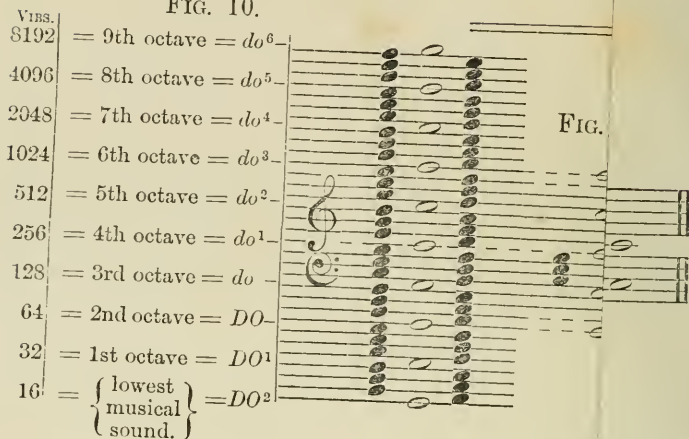 FIG. 10.
VIBS.
8192 = 9th octave = do⁶
4096 = 8th octave = do⁵
2048 = 7th octave = do⁴
FIG.
1024 = 6th octave = do³
512 = 5th octave = do²
256 = 4th octave = do¹
128 = 3rd octave = do
64 = 2nd octave = DO
32 = 1st octave = DO¹
16 = { lowest musical sound. } = DO²